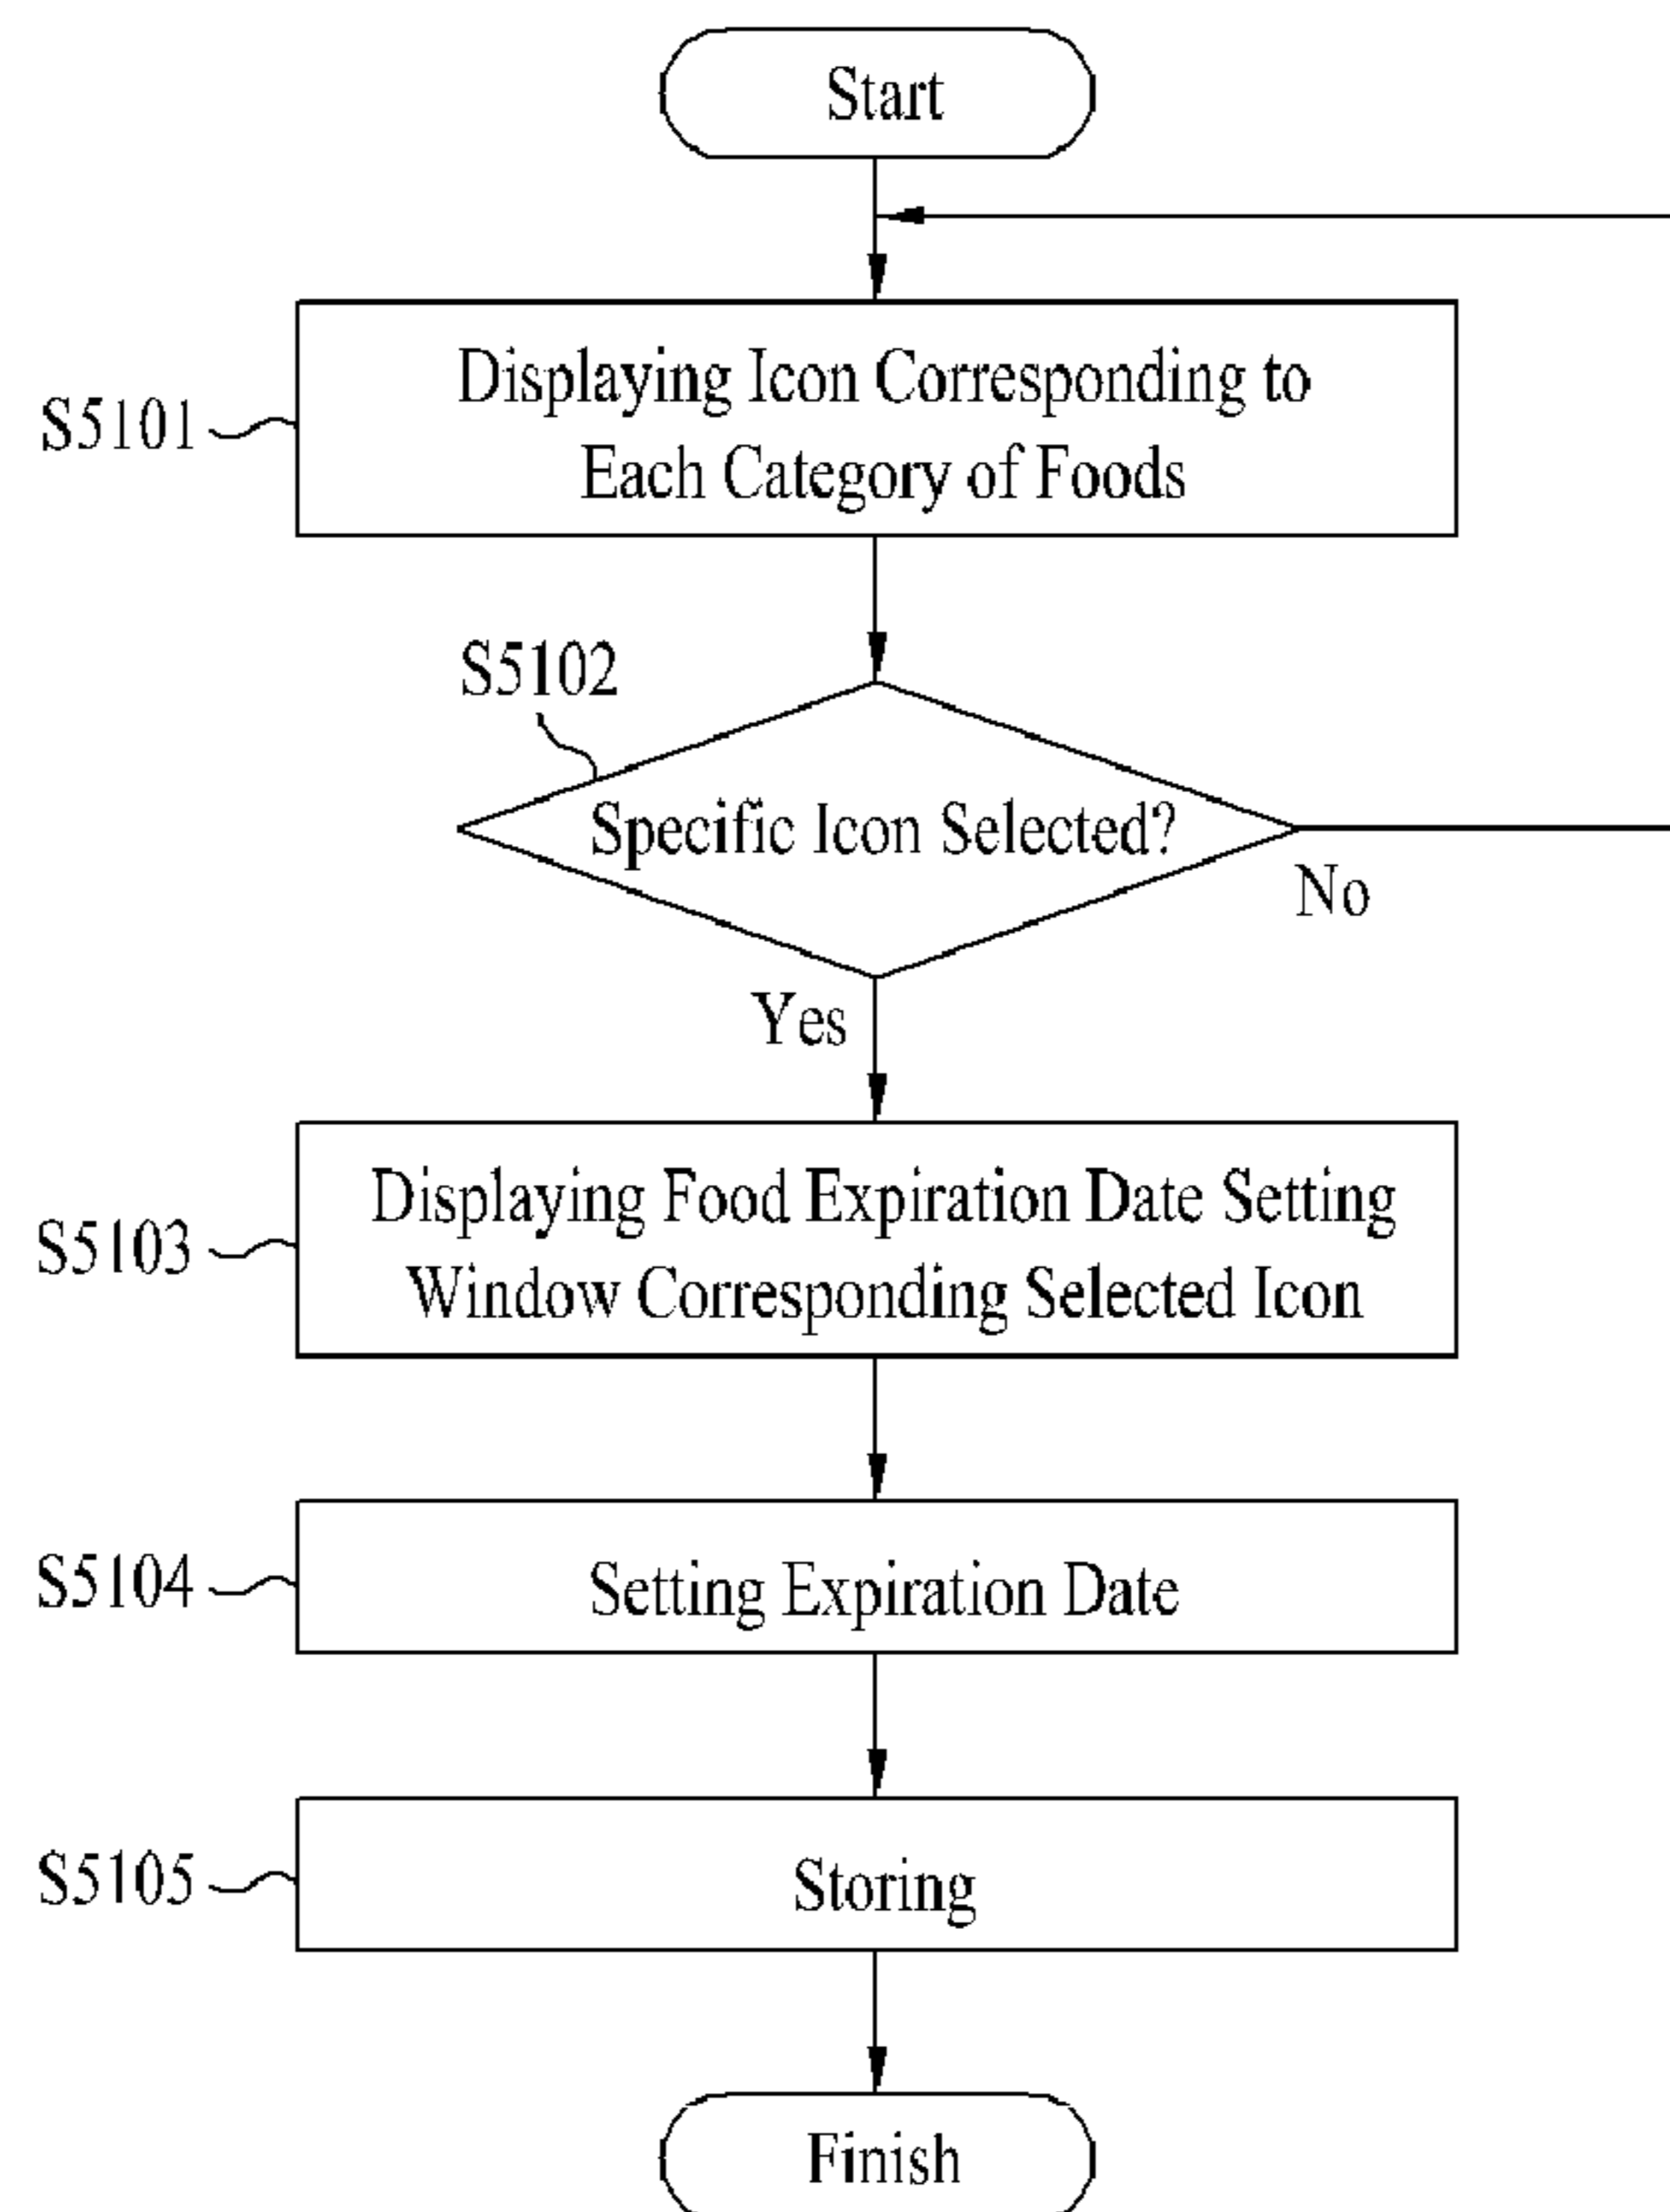 Start
S5101
Displaying Icon Corresponding to
Each Category of Foods
S5102
Specific Icon Selected?
No
Yes
S5103
Displaying Food Expiration Date Setting
Window Corresponding Selected Icon
S5104
Setting Expiration Date
S5105
Storing
Finish